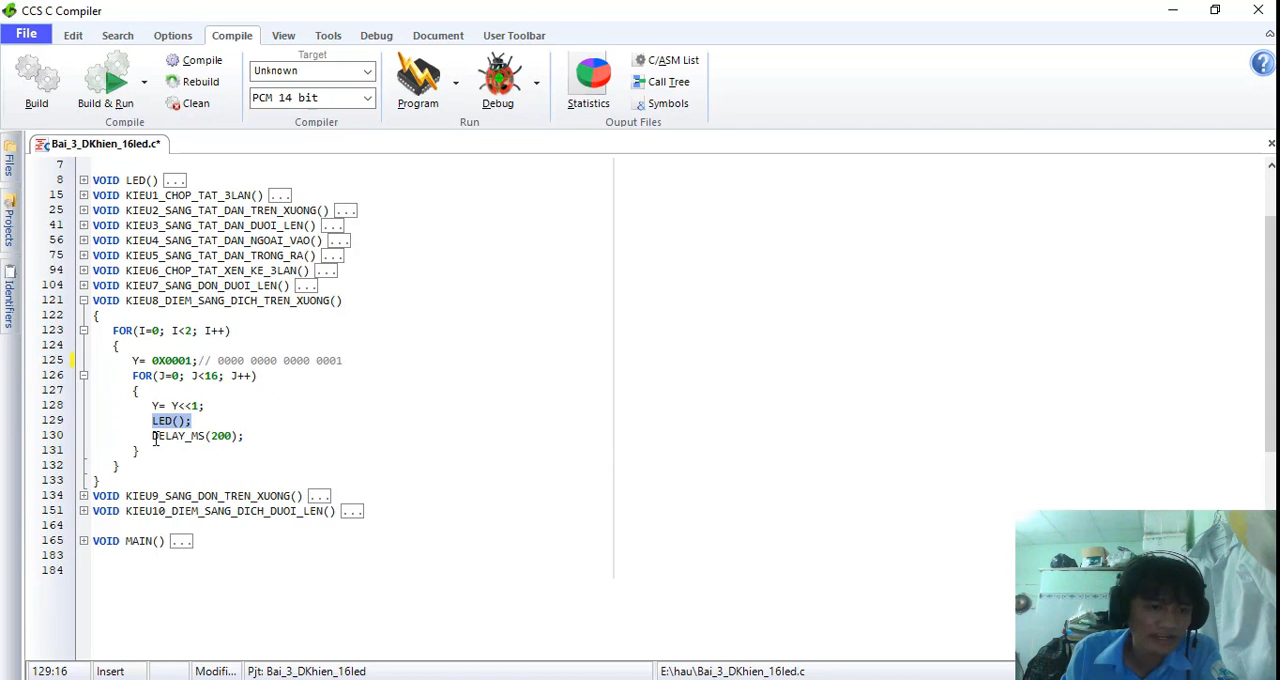 CCS C Compiler
File Edit Search Options Compile View Tools Debug Document User Toolbar
Build
Build & Run
Compile
Rebuild
Clean
Compile
Target
Unknown
PCM 14 bit
Compiler
Program
Debug
Run
Statistics
C/ASM List
Call Tree
Symbols
Ouput Files
Bai_3_DKhien_16led.c*
Files
Projects
Identifiers
7
8 VOID LED() ...
15 VOID KIEU1_CHOP_TAT_3LAN() ...
25 VOID KIEU2_SANG_TAT_DAN_TREN_XUONG() ...
41 VOID KIEU3_SANG_TAT_DAN_DUOI_LEN() ...
56 VOID KIEU4_SANG_TAT_DAN_NGOAI_VAO() ...
75 VOID KIEU5_SANG_TAT_DAN_TRONG_RA() ...
94 VOID KIEU6_CHOP_TAT_XEN_KE_3LAN() ...
104 VOID KIEU7_SANG_DON_DUOI_LEN() ...
121 VOID KIEU8_DIEM_SANG_DICH_TREN_XUONG()
122 {
123 FOR(I=0; I<2; I++)
124 {
125 Y= 0X0001;// 0000 0000 0000 0001
126 FOR(J=0; J<16; J++)
127 {
128 Y= Y<<1;
129 LED();
130 DELAY_MS(200);
131 }
132 }
133 }
134 VOID KIEU9_SANG_DON_TREN_XUONG() ...
151 VOID KIEU10_DIEM_SANG_DICH_DUOI_LEN() ...
164
165 VOID MAIN() ...
183
184
129:16 Insert Modifi... Pjt: Bai_3_DKhien_16led E:\hau\Bai_3_DKhien_16led.c